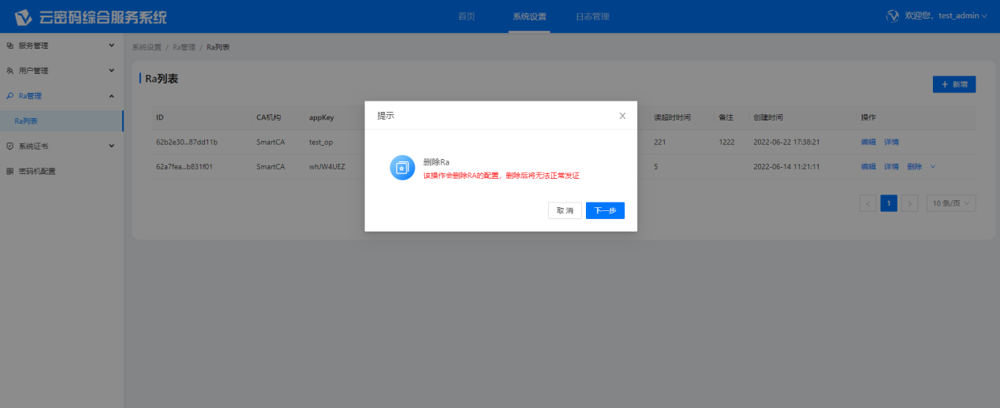 云密码综合服务系统
首页 系统设置 日志管理
欢迎您，test_admin
服务管理
用户管理
Ra管理
Ra列表
系统证书
密码机配置
系统设置 / Ra管理 / Ra列表
Ra列表
+ 新增
ID CA机构 appKey 读超时时间 备注 创建时间 操作
62b2e30...87dd11b SmartCA test_op 221 1222 2022-06-22 17:38:21 编辑 详情
62a7fea...b831f01 SmartCA whJW4UEZ 5 2022-06-14 11:21:11 编辑 详情 删除
< 1 > 10 条/页
提示
删除Ra
该操作会删除RA的配置，删除后将无法正常发证
取 消 下一步